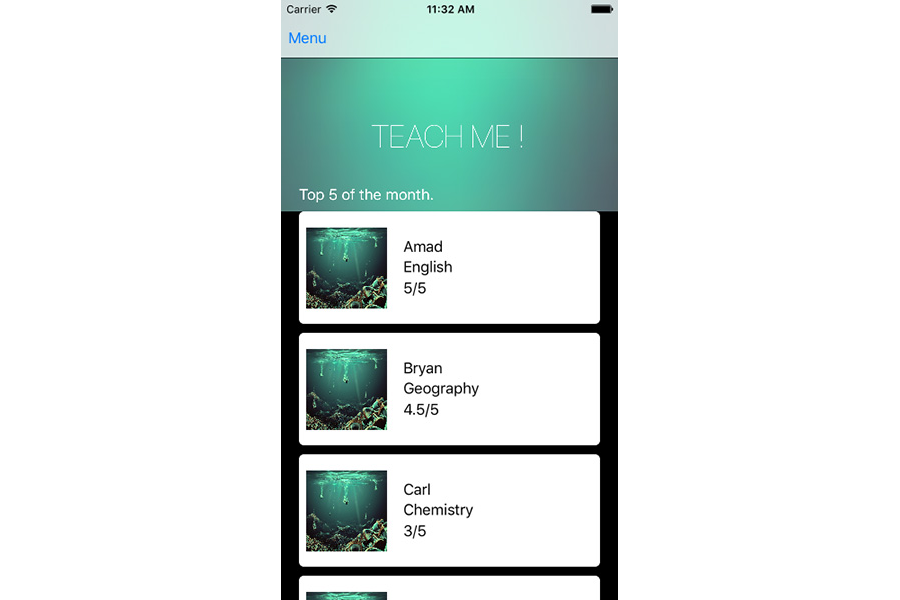 Carrier 11:32 AM
Menu
TEACH ME !
Top 5 of the month.
Amad
English
5/5
Bryan
Geography
4.5/5
Carl
Chemistry
3/5